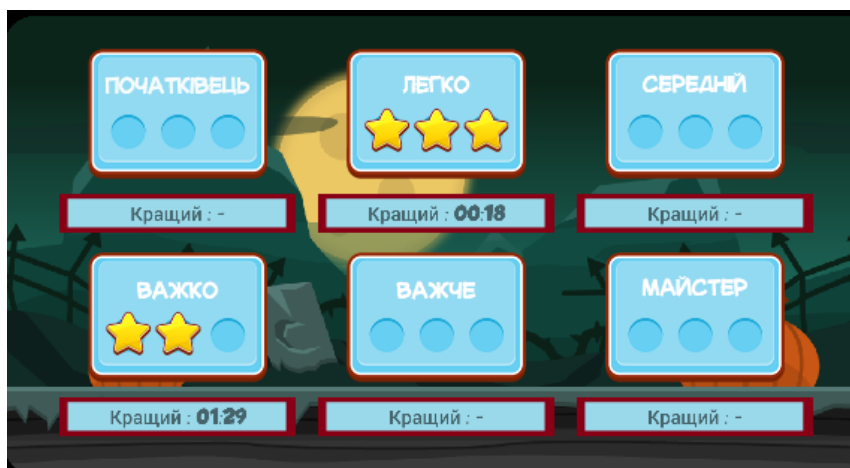 ПОЧАТКІВЕЦЬ
ЛЕГКО
СЕРЕДНІЙ
Кращий : -
Кращий : 00:18
Кращий : -
ВАЖКО
ВАЖЧЕ
МАЙСТЕР
Кращий : 01:29
Кращий : -
Кращий : -